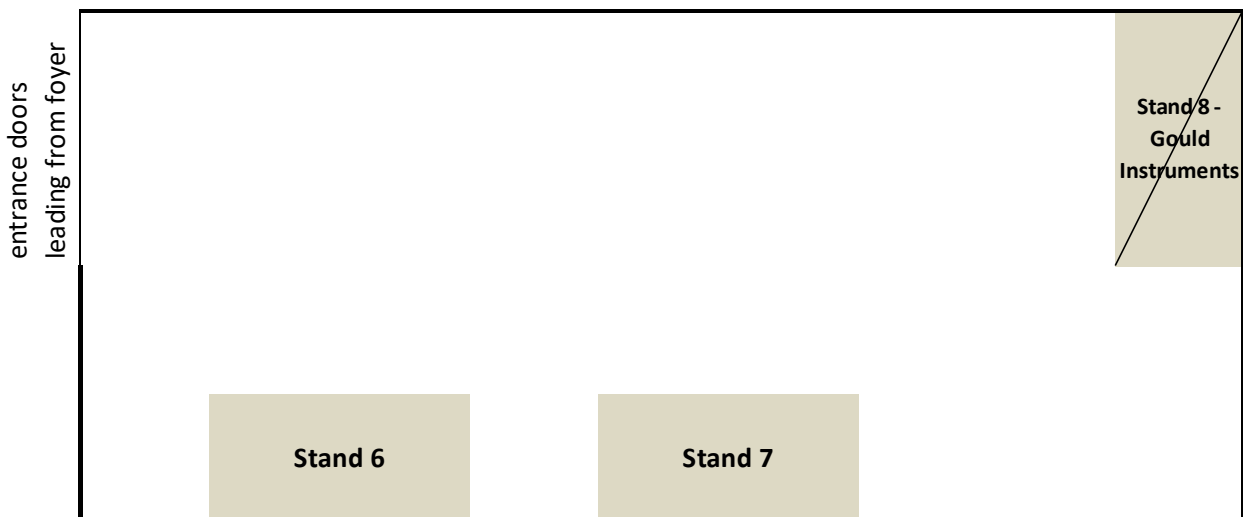 entrance doors
leading from foyer
Stand 8 -
Gould
Instruments
Stand 6
Stand 7